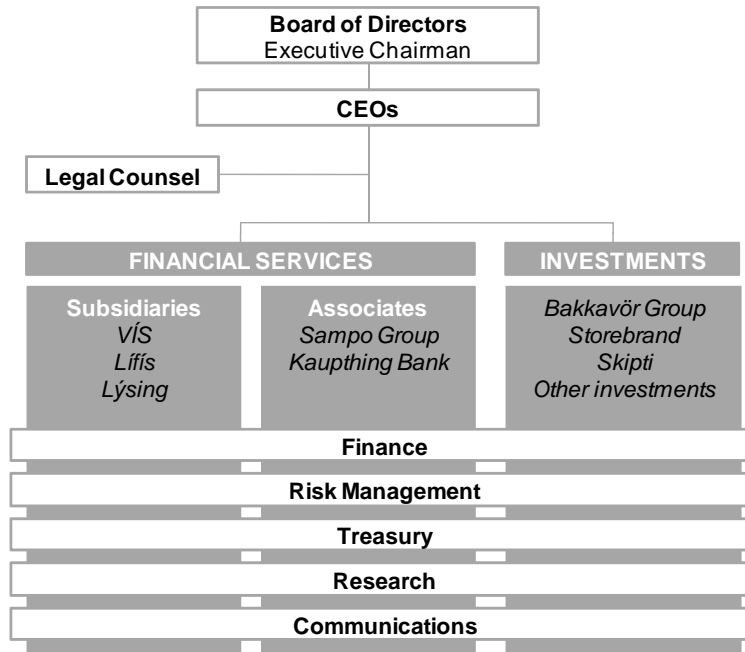 Board of Directors
Executive Chairman
CEOs
Legal Counsel
FINANCIAL SERVICES
INVESTMENTS
Subsidiaries
VÍS
Lífís
Lýsing
Associates
Sampo Group
Kaupthing Bank
Bakkavör Group
Storebrand
Skipti
Other investments
Finance
Risk Management
Treasury
Research
Communications